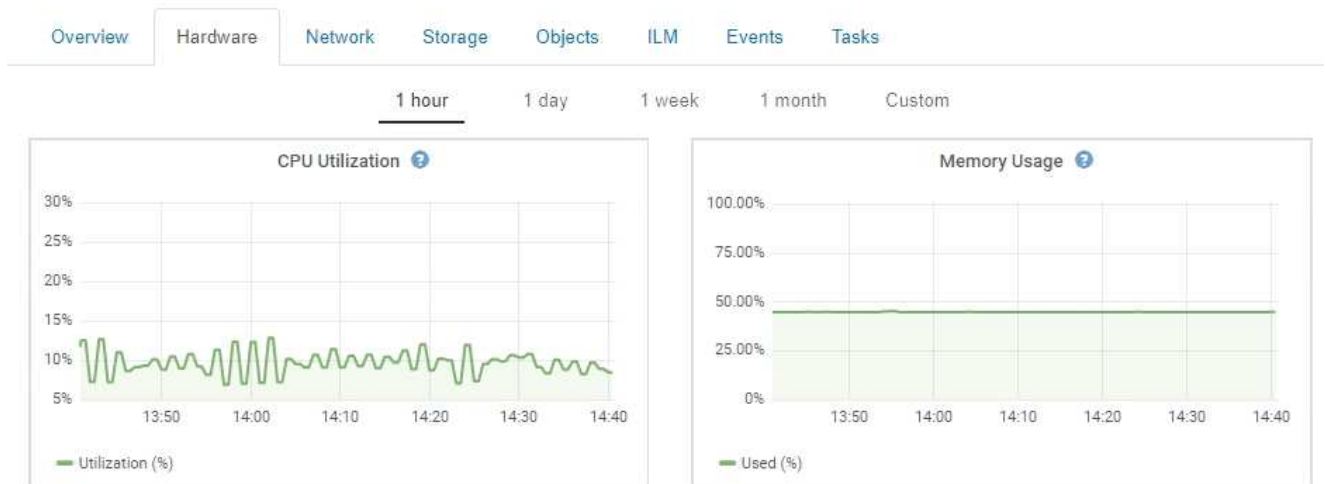 Overview Hardware Network Storage Objects ILM Events Tasks
1 hour 1 day 1 week 1 month Custom
CPU Utilization ?
30%
25%
20%
15%
10%
5%
13:50 14:00 14:10 14:20 14:30 14:40
Utilization (%)
Memory Usage ?
100.00%
75.00%
50.00%
25.00%
0%
13:50 14:00 14:10 14:20 14:30 14:40
Used (%)